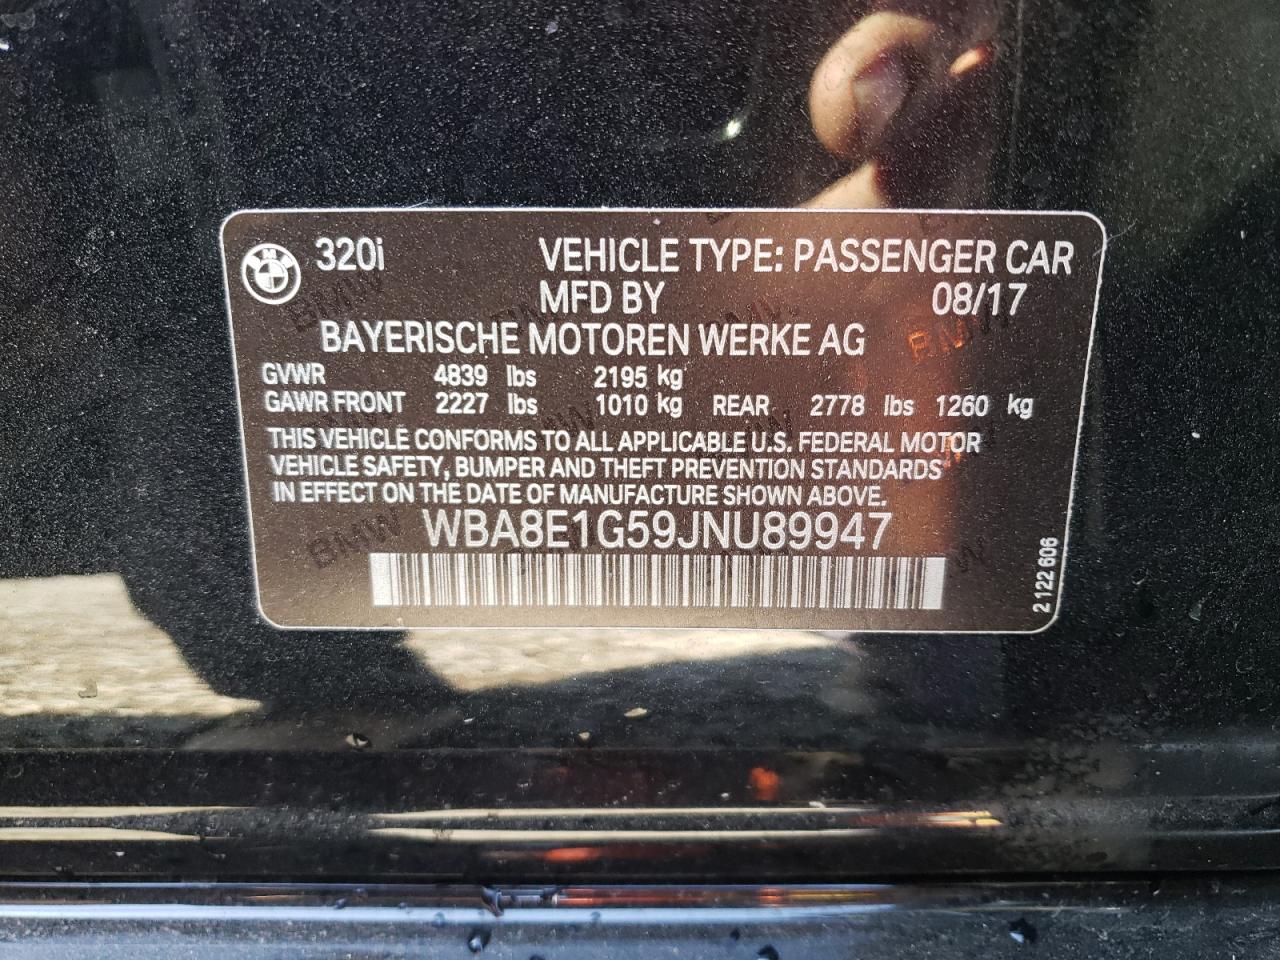 BMW 320i VEHICLE TYPE: PASSENGER CAR
MFD BY 08/17
BAYERISCHE MOTOREN WERKE AG
GVWR 4839 lbs 2195 kg
GAWR FRONT 2227 lbs 1010 kg REAR 2778 lbs 1260 kg
THIS VEHICLE CONFORMS TO ALL APPLICABLE U.S. FEDERAL MOTOR
VEHICLE SAFETY, BUMPER AND THEFT PREVENTION STANDARDS
IN EFFECT ON THE DATE OF MANUFACTURE SHOWN ABOVE.
WBA8E1G59JNU89947
2 122 606